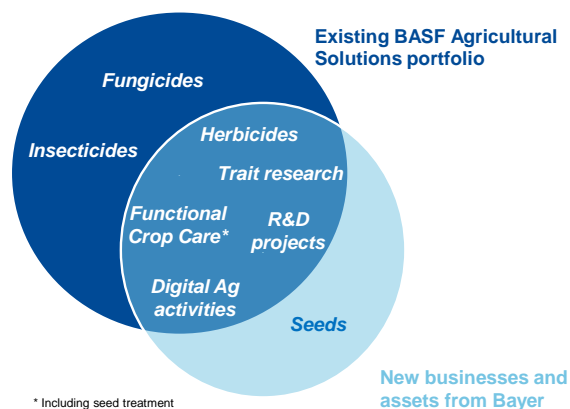 Existing BASF Agricultural
Solutions portfolio
Fungicides
Herbicides
Insecticides
Trait research
Functional
Crop Care*
R&D
projects
Digital Ag
activities
Seeds
New businesses and
assets from Bayer
* Including seed treatment